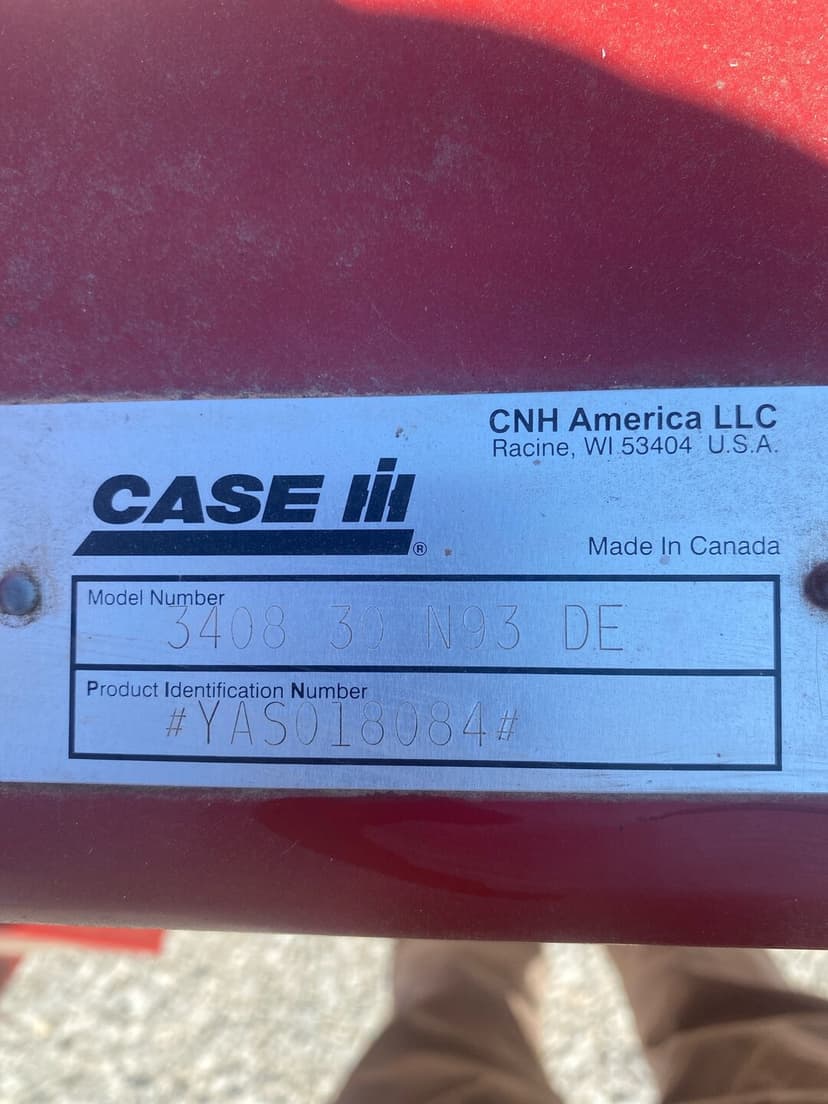 CNH America LLC
Racine, WI 53404 U.S.A.
CASE IH®
Made In Canada
Model Number
3408 30 N93 DE
Product Identification Number
#YAS018084#